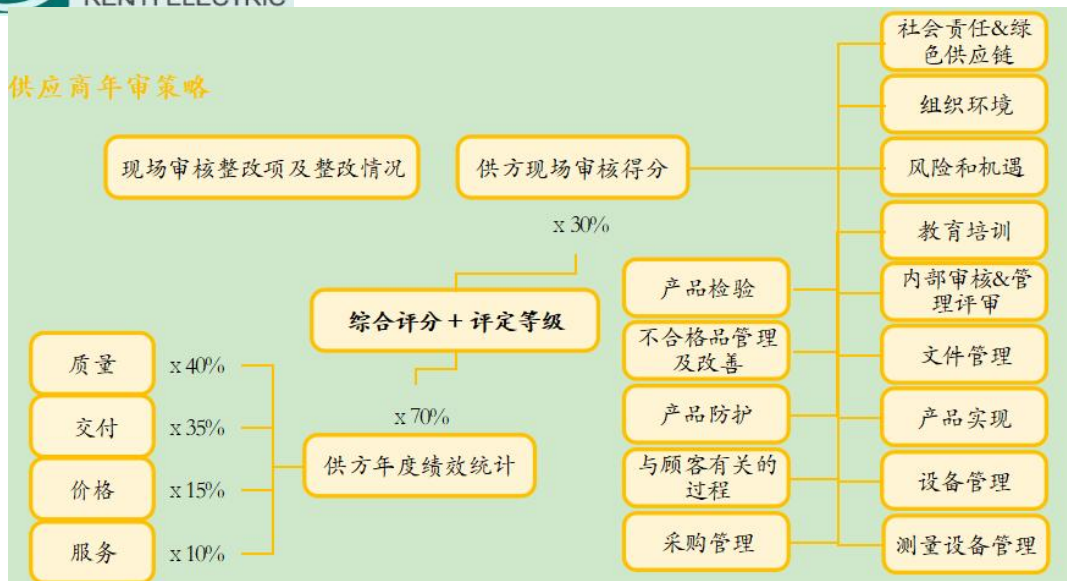 ELECTRIC
供应商年审策略
现场审核整改项及整改情况
供方现场审核得分
x 30%
综合评分+评定等级
x 70%
供方年度绩效统计
质量
x 40%
交付
x 35%
价格
x 15%
服务
x 10%
产品检验
不合格品管理
及改善
产品防护
与顾客有关的
过程
采购管理
社会责任&绿
色供应链
组织环境
风险和机遇
教育培训
内部审核&管
理评审
文件管理
产品实现
设备管理
测量设备管理